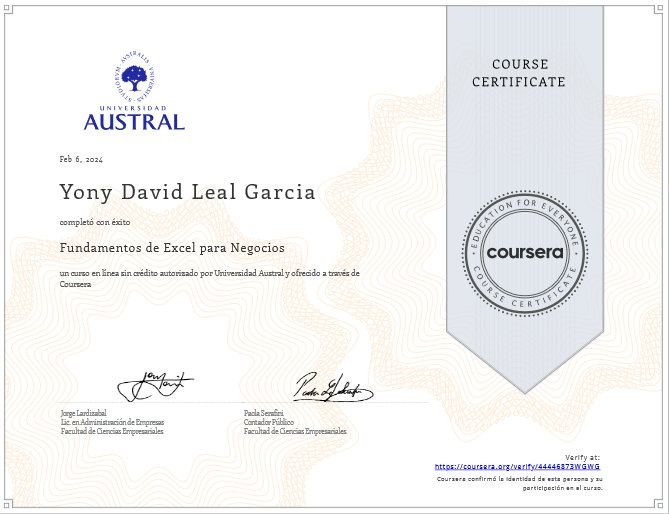 STUDIORVM · AVSTRALIS · VNIVERSITAS
UNIVERSIDAD
AUSTRAL
COURSE
CERTIFICATE
Feb 6, 2024
Yony David Leal Garcia
completó con éxito
Fundamentos de Excel para Negocios
un curso en línea sin crédito autorizado por Universidad Austral y ofrecido a través de
Coursera
EDUCATION FOR EVERYONE
coursera
COURSE CERTIFICATE
Jorge Lardizabal
Lic. en Administración de Empresas
Facultad de Ciencias Empresariales
Paola Serafini
Contador Público
Facultad de Ciencias Empresariales
Verify at:
https://coursera.org/verify/44446873WGWG
Coursera confirmó la identidad de esta persona y su
participación en el curso.